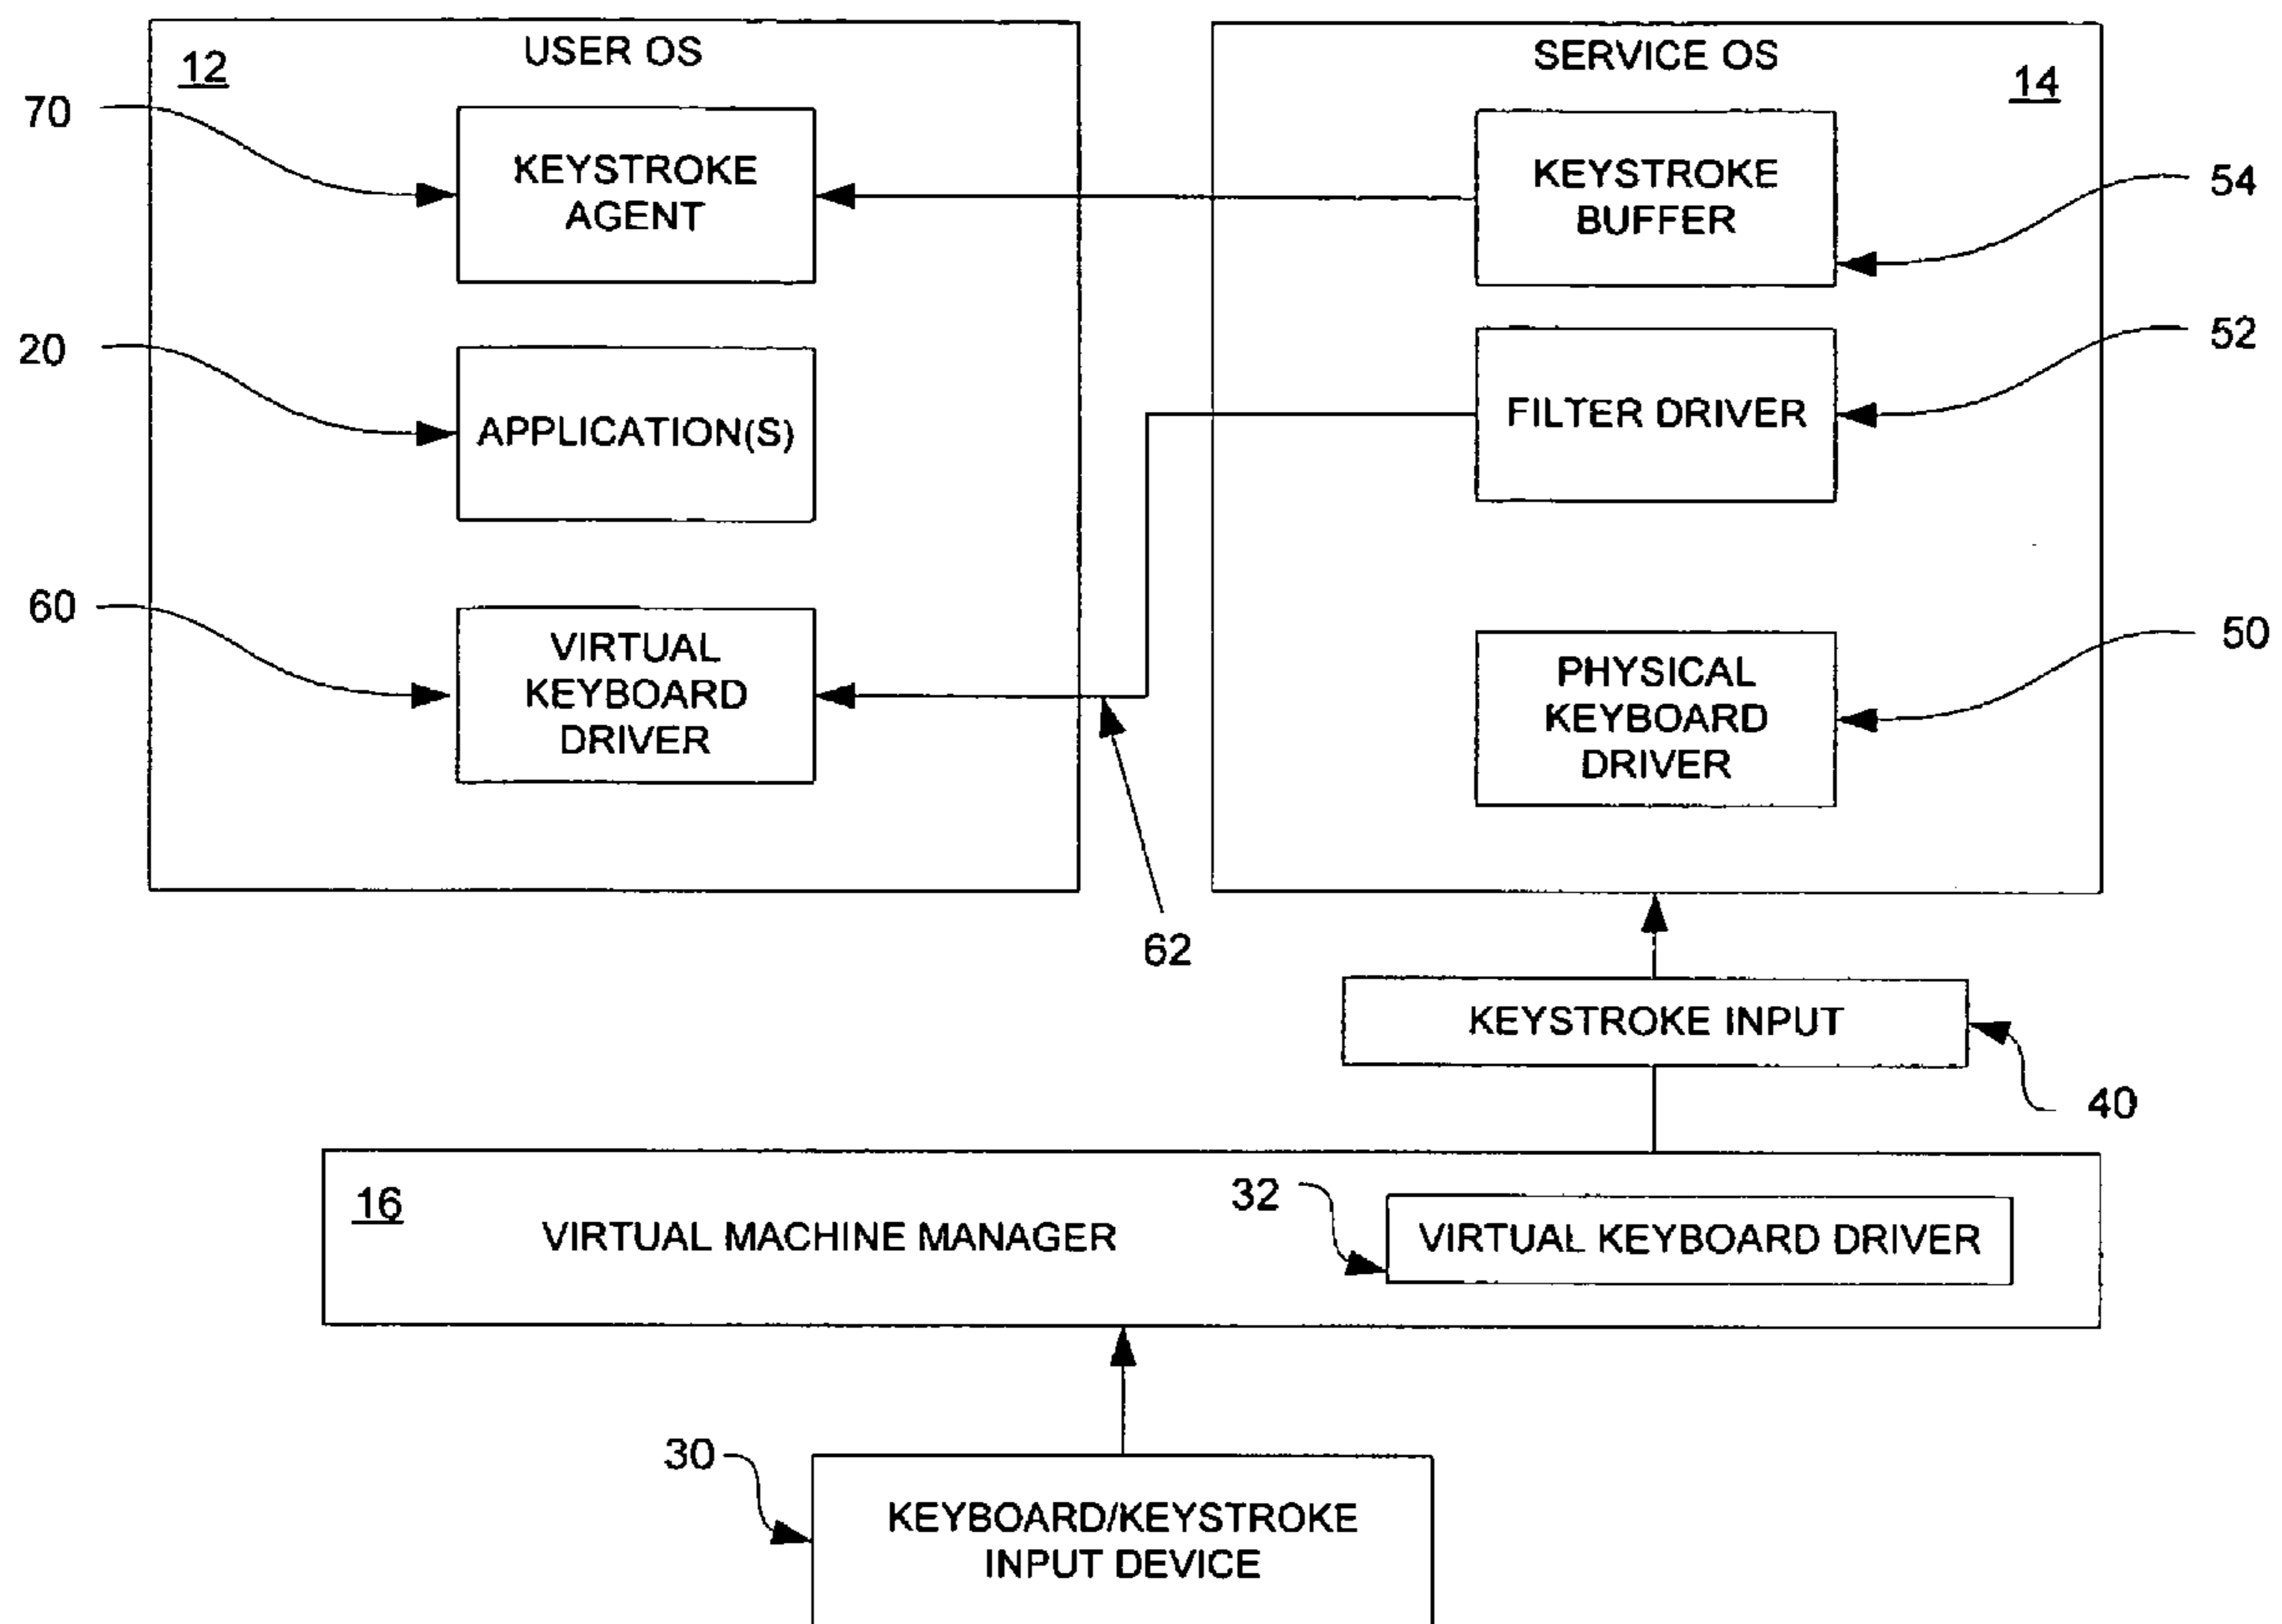 USER OS
12
70
KEYSTROKE
AGENT
20
APPLICATION(S)
60
VIRTUAL
KEYBOARD
DRIVER
SERVICE OS
14
KEYSTROKE
BUFFER
54
FILTER DRIVER
52
PHYSICAL
KEYBOARD
DRIVER
50
62
KEYSTROKE INPUT
40
16
VIRTUAL MACHINE MANAGER
32
VIRTUAL KEYBOARD DRIVER
30
KEYBOARD/KEYSTROKE
INPUT DEVICE